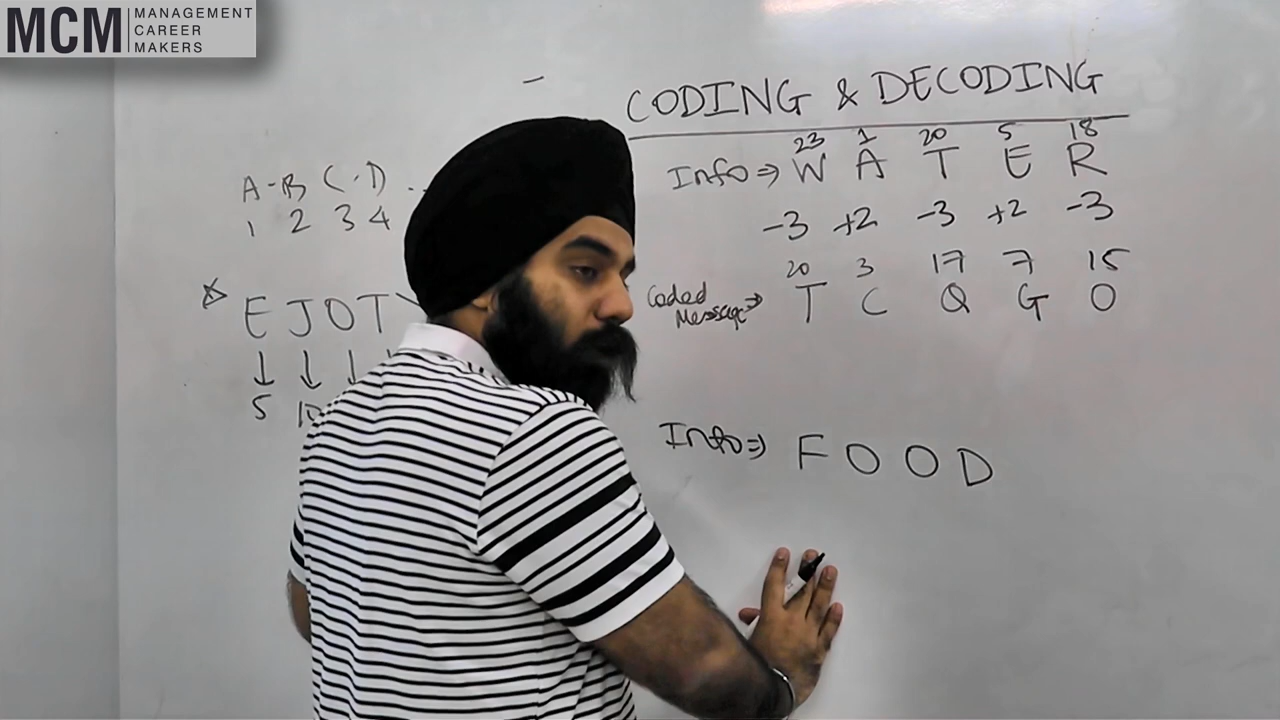 MCM MANAGEMENT
CAREER
MAKERS
CODING & DECODING
A - B C - D ..
1 2 3 4
E J O T Y
↓ ↓ ↓
5 10
23 1 20 5 18
Info ⇒ W A T E R
-3 +2 -3 +2 -3
20 3 17 7 15
Coded Message ⇒ T C Q G O
Info ⇒ F O O D